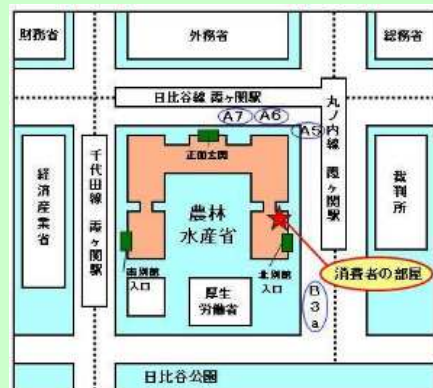 財務省
外務省
総務省
日比谷線 霞ヶ関駅
A7
A6
A5
丸ノ内線 霞ヶ関駅
正面玄関
経済産業省
千代田線 霞ヶ関駅
農林
水産省
裁判所
消費者の部屋
南別館
入口
北別館
入口
厚生
労働省
B3a
日比谷公園